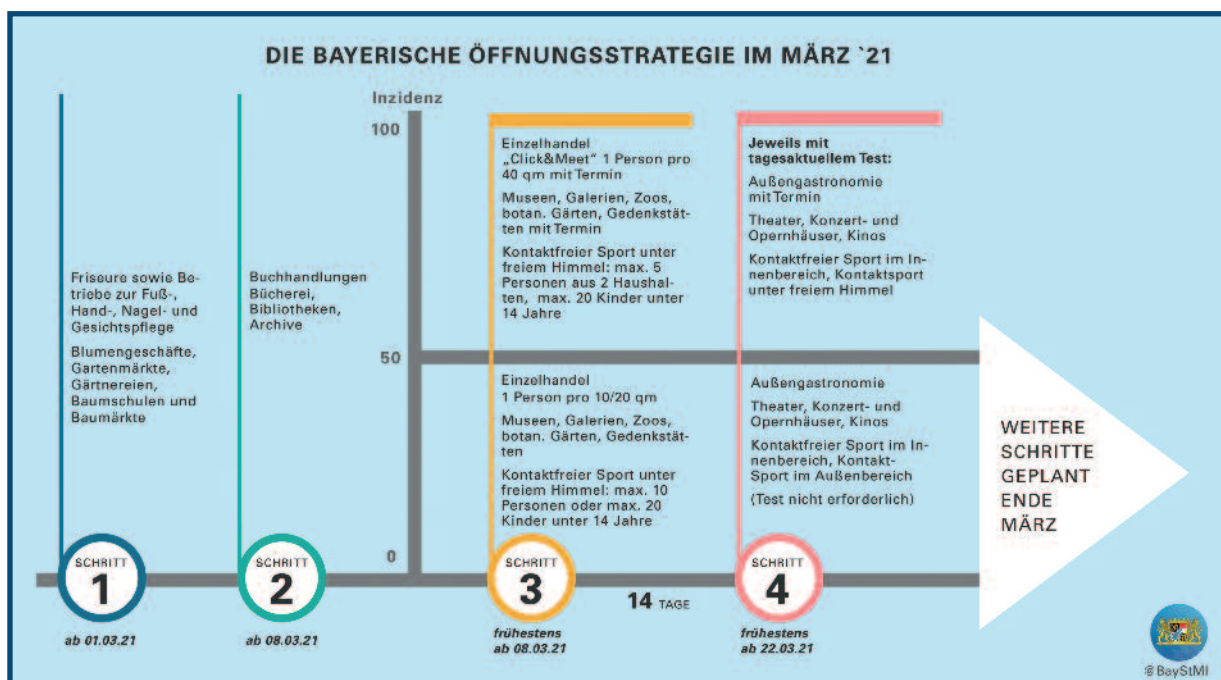 DIE BAYERISCHE ÖFFNUNGSSTRATEGIE IM MÄRZ `21
Friseure sowie Be-
triebe zur Fuß-,
Hand-, Nagel- und
Gesichtspflege
Blumengeschäfte,
Gartenmärkte,
Gärtnereien,
Baumschulen und
Baumärkte
SCHRITT
1
ab 01.03.21
Buchhandlungen
Bücherei,
Bibliotheken,
Archive
SCHRITT
2
ab 08.03.21
Inzidenz
100
50
0
Einzelhandel
„Click&Meet" 1 Person pro
40 qm mit Termin
Museen, Galerien, Zoos,
botan. Gärten, Gedenkstät-
ten mit Termin
Kontaktfreier Sport unter
freiem Himmel: max. 5
Personen aus 2 Haushal-
ten, max. 20 Kinder unter
14 Jahre
Einzelhandel
1 Person pro 10/20 qm
Museen, Galerien, Zoos,
botan. Gärten, Gedenkstät-
ten
Kontaktfreier Sport unter
freiem Himmel: max. 10
Personen oder max. 20
Kinder unter 14 Jahre
SCHRITT
3
frühestens
ab 08.03.21
14 TAGE
Jeweils mit
tagesaktuellem Test:
Außengastronomie
mit Termin
Theater, Konzert- und
Opernhäuser, Kinos
Kontaktfreier Sport im In-
nenbereich, Kontaktsport
unter freiem Himmel
Außengastronomie
Theater, Konzert- und
Opernhäuser, Kinos
Kontaktfreier Sport im In-
nenbereich, Kontakt-
Sport im Außenbereich
(Test nicht erforderlich)
SCHRITT
4
frühestens
ab 22.03.21
WEITERE
SCHRITTE
GEPLANT
ENDE
MÄRZ
@BayStMI